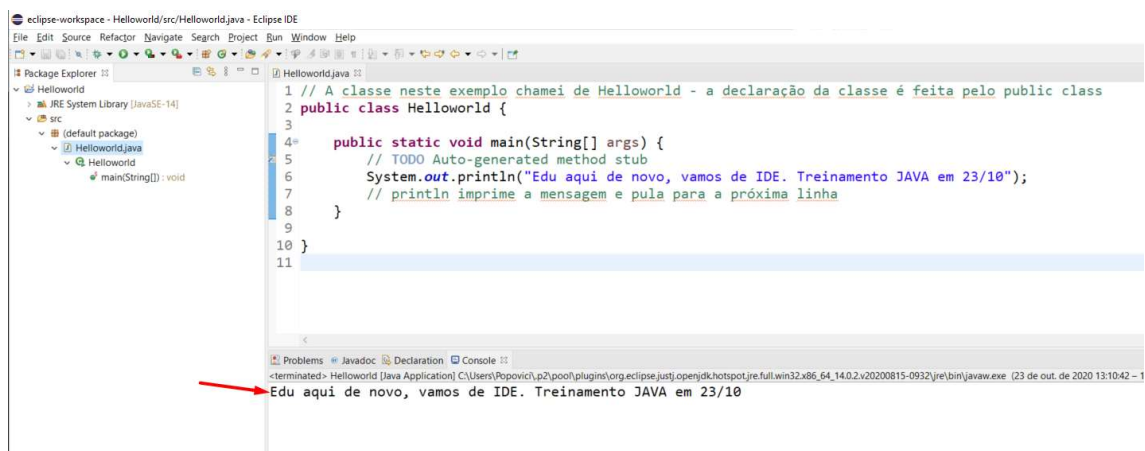 eclipse-workspace - Helloworld/src/Helloworld.java - Eclipse IDE
File Edit Source Refactor Navigate Search Project Run Window Help
Package Explorer
Helloworld
JRE System Library [JavaSE-14]
src
(default package)
Helloworld.java
Helloworld
main(String[]) : void
Helloworld.java
1 // A classe neste exemplo chamei de Helloworld - a declaração da classe é feita pelo public class
2 public class Helloworld {
3
4 public static void main(String[] args) {
5 // TODO Auto-generated method stub
6 System.out.println("Edu aqui de novo, vamos de IDE. Treinamento JAVA em 23/10");
7 // println imprime a mensagem e pula para a próxima linha
8 }
9
10 }
11
Problems Javadoc Declaration Console
<terminated> Helloworld [Java Application] C:\Users\Popovici\.p2\pool\plugins\org.eclipse.justj.openjdk.hotspot.jre.full.win32.x86_64_14.0.2.v20200815-0932\jre\bin\javaw.exe (23 de out. de 2020 13:10:42 – 1
Edu aqui de novo, vamos de IDE. Treinamento JAVA em 23/10